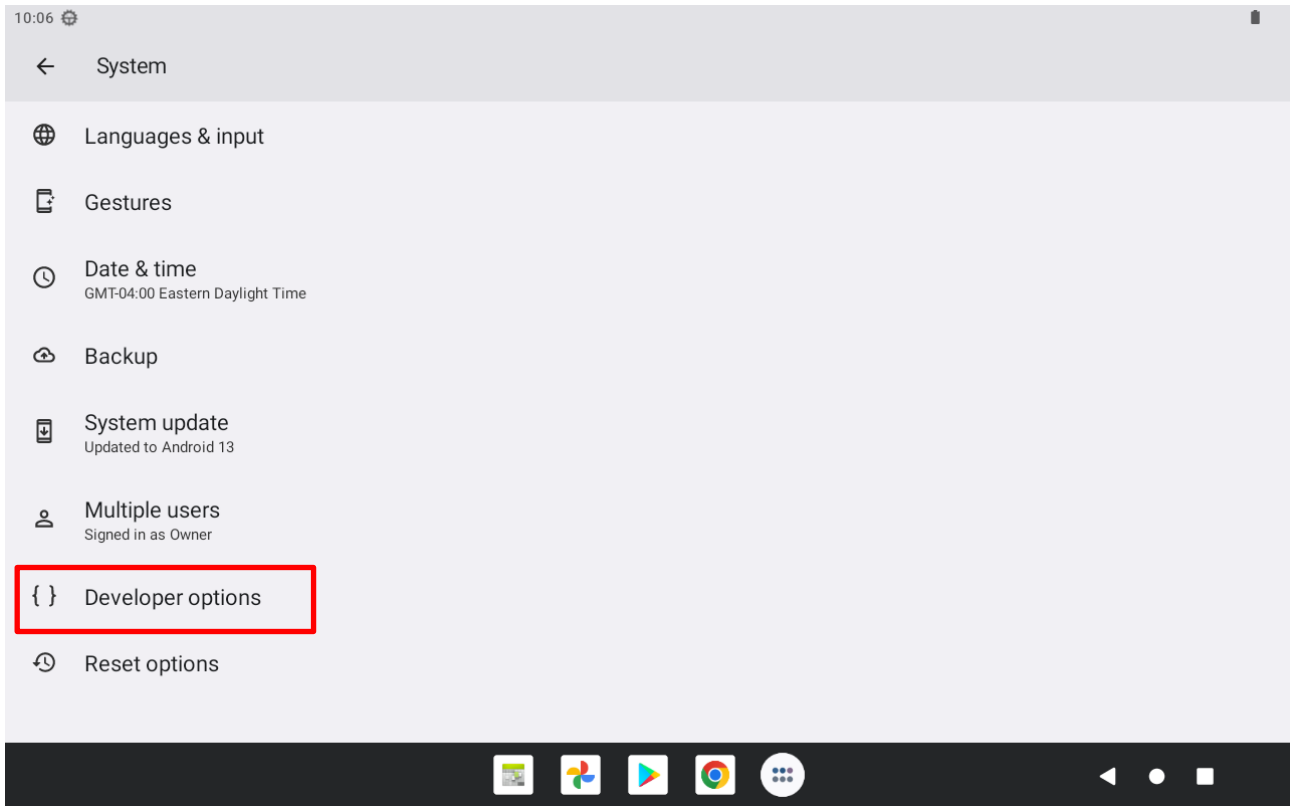 10:06
System
Languages & input
Gestures
Date & time
GMT-04:00 Eastern Daylight Time
Backup
System update
Updated to Android 13
Multiple users
Signed in as Owner
{ } Developer options
Reset options